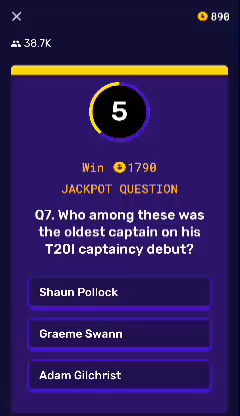 890
38.7K
5
Win 1790
JACKPOT QUESTION
Q7. Who among these was
the oldest captain on his
T20I captaincy debut?
Shaun Pollock
Graeme Swann
Adam Gilchrist